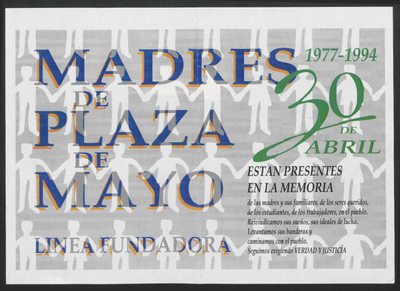 MADRES
DE
PLAZA
DE
MAYO
LINEA FUNDADORA
1977-1994
30
DE
ABRIL
ESTAN PRESENTES
EN LA MEMORIA
de las madres y sus familiares, de los seres queridos,
de los estudiantes, de los trabajadores, en el pueblo.
Reivindicamos sus sueños, sus ideales de lucha.
Levantamos sus banderas y
caminamos con el pueblo.
Seguimos exigiendo VERDAD Y JUSTICIA